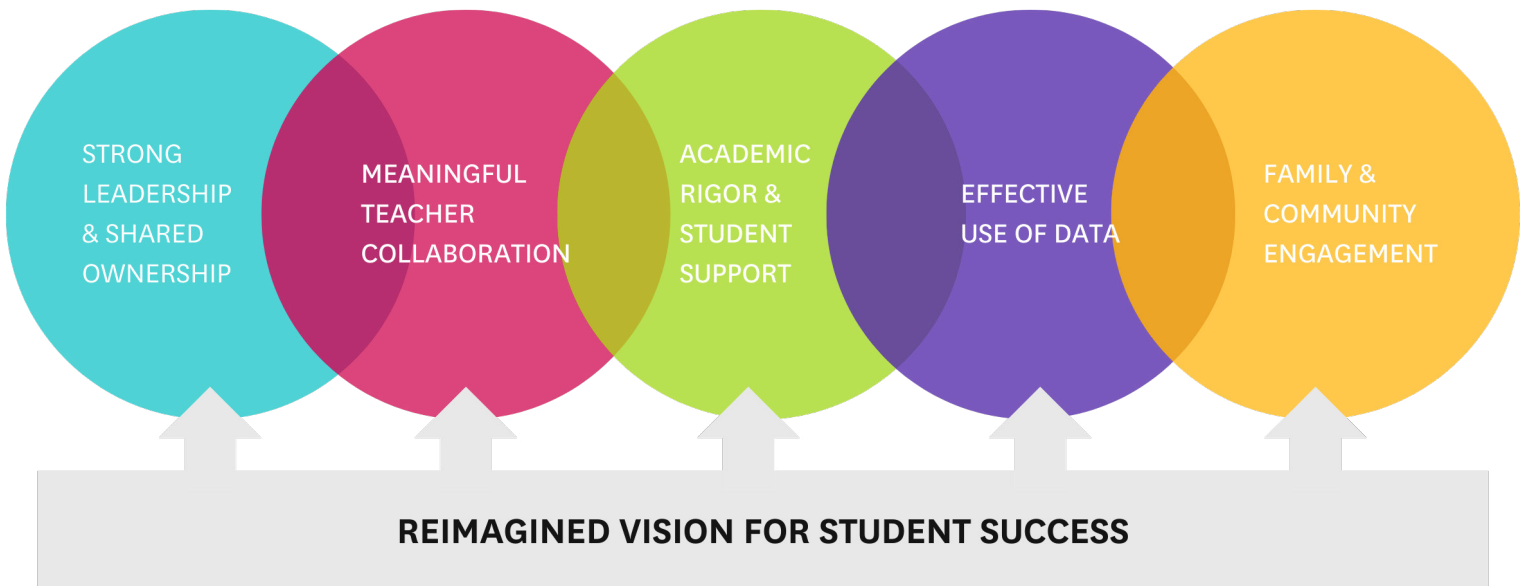 STRONG
LEADERSHIP
& SHARED
OWNERSHIP
MEANINGFUL
TEACHER
COLLABORATION
ACADEMIC
RIGOR &
STUDENT
SUPPORT
EFFECTIVE
USE OF DATA
FAMILY &
COMMUNITY
ENGAGEMENT
REIMAGINED VISION FOR STUDENT SUCCESS